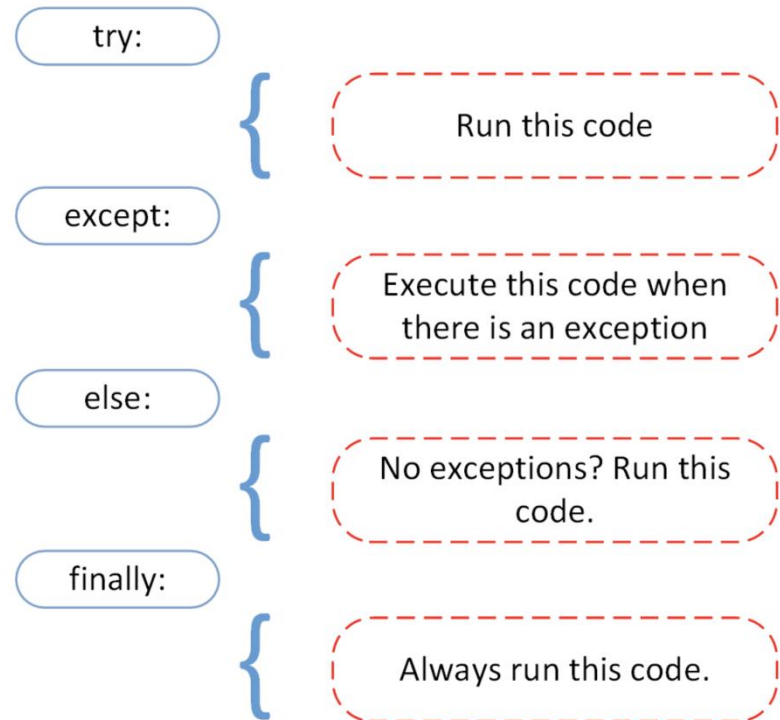 try:
Run this code
except:
Execute this code when
there is an exception
else:
No exceptions? Run this
code.
finally:
Always run this code.